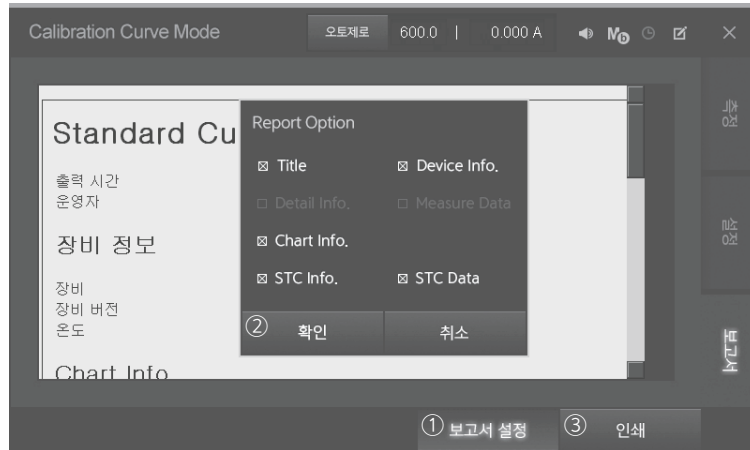 Calibration Curve Mode
오토제로 600.0 | 0.000 A
Mb
Standard Cu
출력 시간
운영자
장비 정보
장비
장비 버전
온도
Chart Info
Report Option
Title
Device Info.
Detail Info.
Measure Data
Chart Info.
STC Info.
STC Data
② 확인
취소
측정
설정
보고서
① 보고서 설정
③ 인쇄